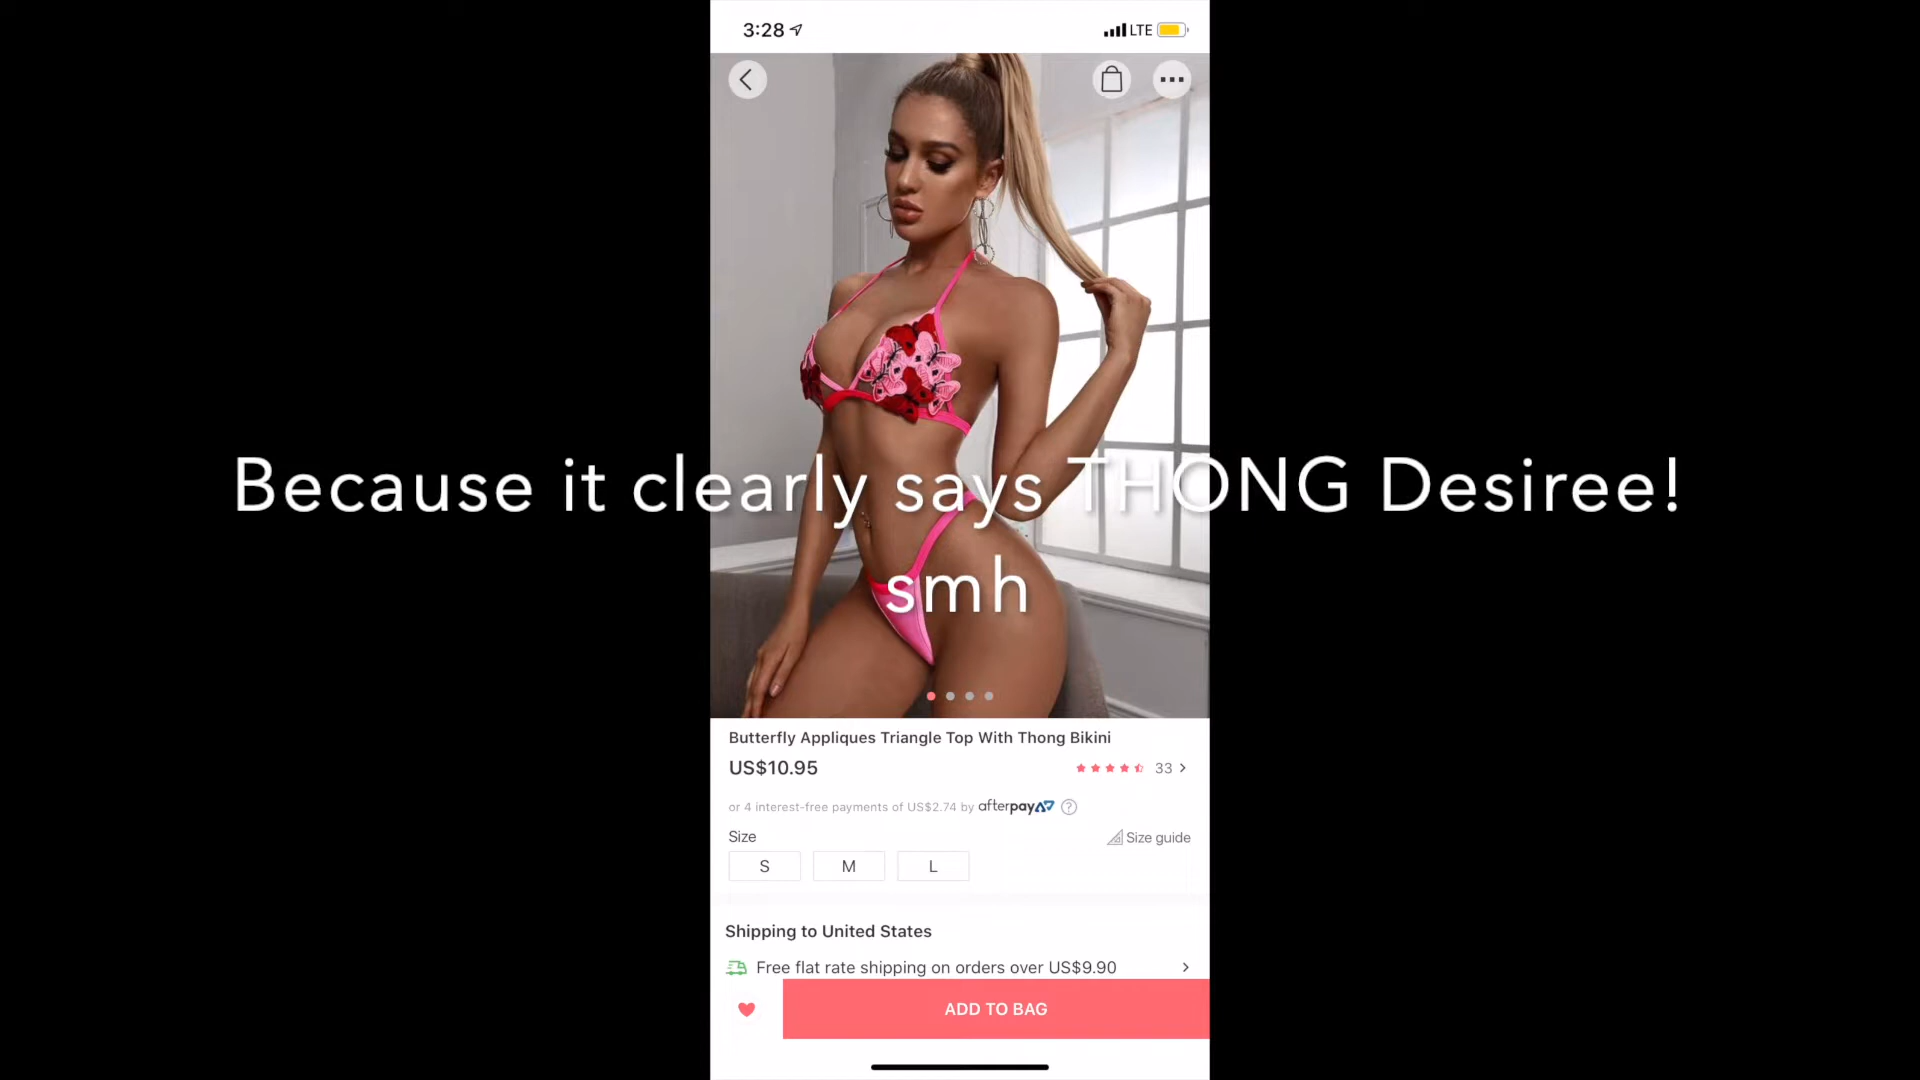 3:28
LTE
Because it clearly says THONG Desiree!
smh
Butterfly Appliques Triangle Top With Thong Bikini
US$10.95
33
or 4 interest-free payments of US$2.74 by afterpay
Size
Size guide
S M L
Shipping to United States
Free flat rate shipping on orders over US$9.90
ADD TO BAG